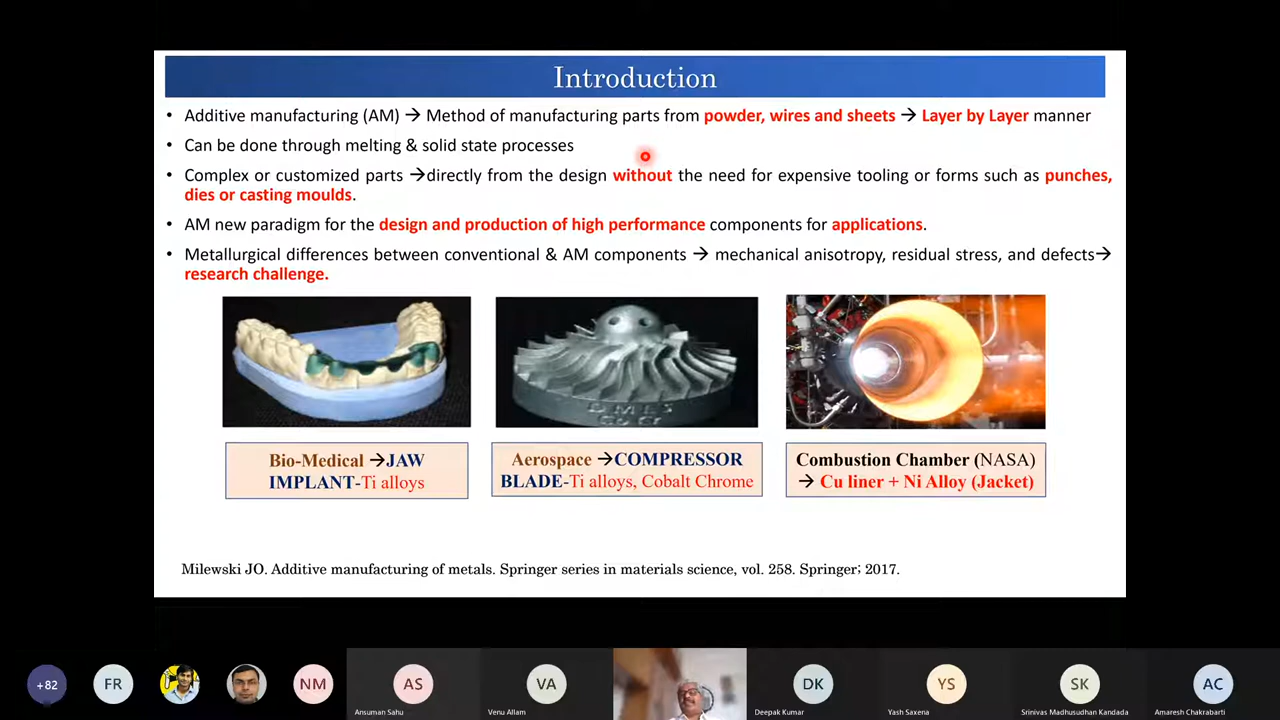 Introduction
• Additive manufacturing (AM) → Method of manufacturing parts from powder, wires and sheets → Layer by Layer manner
• Can be done through melting & solid state processes
• Complex or customized parts →directly from the design without the need for expensive tooling or forms such as punches,
dies or casting moulds.
• AM new paradigm for the design and production of high performance components for applications.
• Metallurgical differences between conventional & AM components → mechanical anisotropy, residual stress, and defects→
research challenge.
Bio-Medical →JAW
IMPLANT-Ti alloys
Aerospace →COMPRESSOR
BLADE-Ti alloys, Cobalt Chrome
Combustion Chamber (NASA)
→ Cu liner + Ni Alloy (Jacket)
Milewski JO. Additive manufacturing of metals. Springer series in materials science, vol. 258. Springer; 2017.
+82
FR
NM
AS
VA
DK
YS
SK
AC
Ansuman Sahu
Venu Allam
Deepak Kumar
Yash Saxena
Srinivas Madhusudhan Kandada
Amaresh Chakrabarti